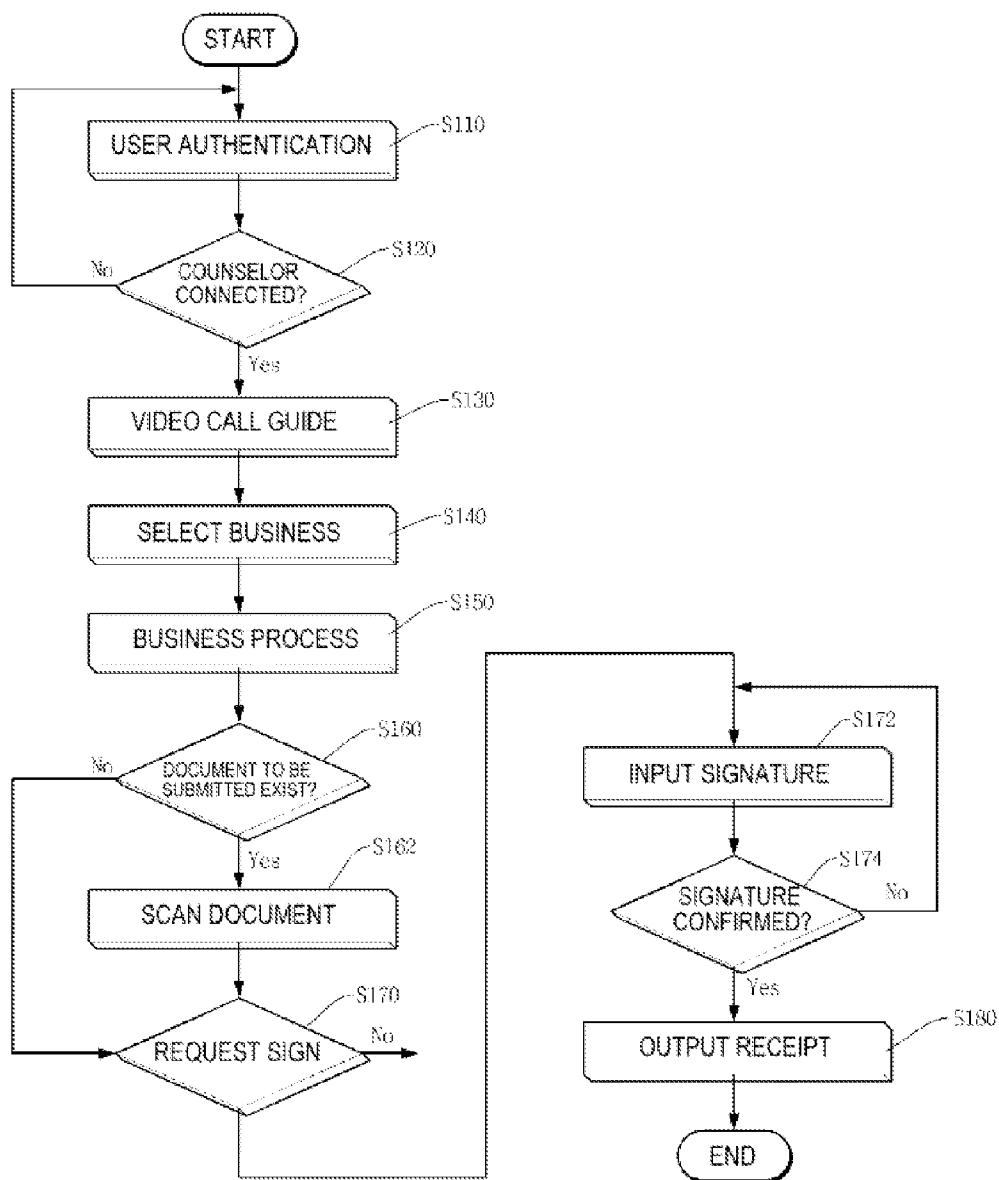 START
USER AUTHENTICATION
S110
COUNSELOR
CONNECTED?
S120
No
Yes
VIDEO CALL GUIDE
S130
SELECT BUSINESS
S140
BUSINESS PROCESS
S150
DOCUMENT TO BE
SUBMITTED EXIST?
S160
No
Yes
SCAN DOCUMENT
S162
REQUEST SIGN
S170
No
INPUT SIGNATURE
S172
SIGNATURE
CONFIRMED?
S174
No
Yes
OUTPUT RECEIPT
S180
END